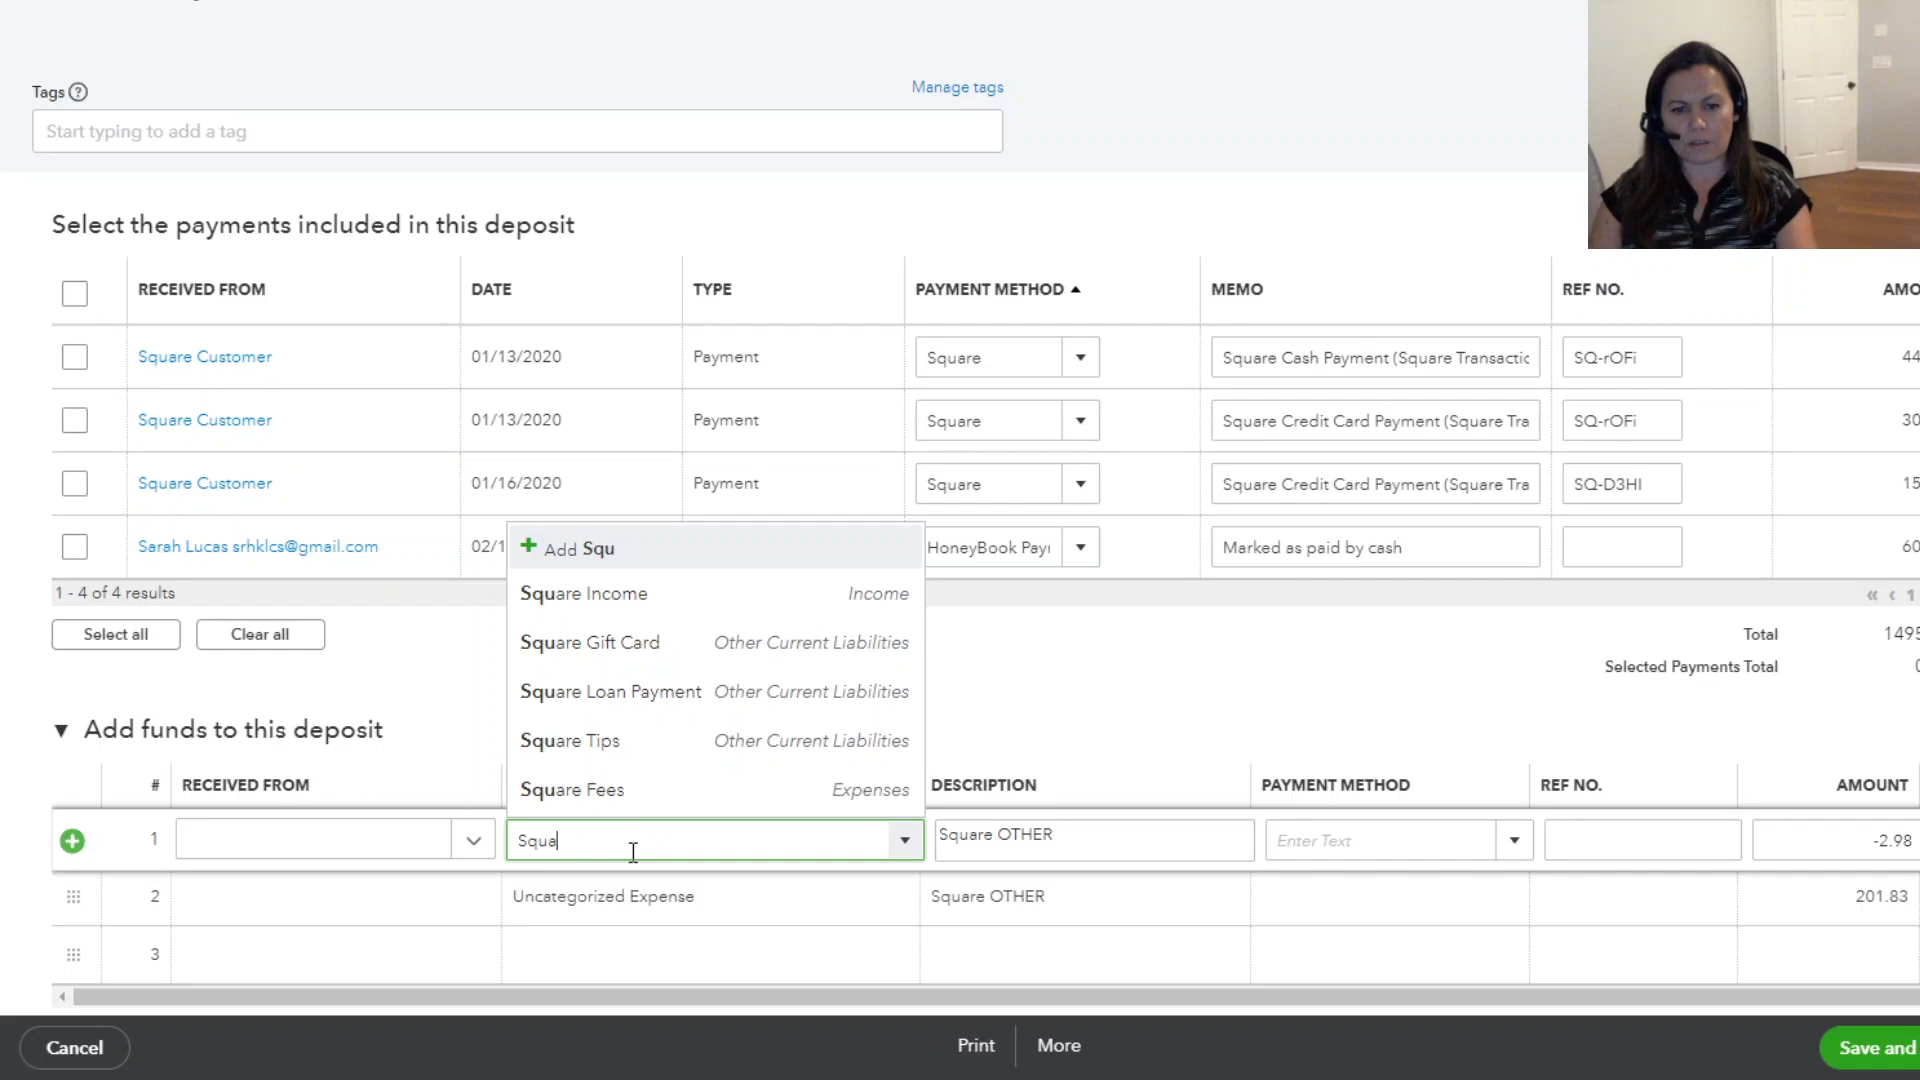 Tags ?
Manage tags
Start typing to add a tag
Select the payments included in this deposit
RECEIVED FROM DATE TYPE PAYMENT METHOD MEMO REF NO. AMO
Square Customer 01/13/2020 Payment Square Square Cash Payment (Square Transactic SQ-rOFi 44
Square Customer 01/13/2020 Payment Square Square Credit Card Payment (Square Tra SQ-rOFi 30
Square Customer 01/16/2020 Payment Square Square Credit Card Payment (Square Tra SQ-D3HI 15
Sarah Lucas srhklcs@gmail.com 02/1 HoneyBook Payı Marked as paid by cash 60
Add Squ
1 - 4 of 4 results
« ‹ 1
Square Income Income
Select all Clear all
Total 1495
Square Gift Card Other Current Liabilities
Selected Payments Total 0
Square Loan Payment Other Current Liabilities
Add funds to this deposit
Square Tips Other Current Liabilities
Square Fees Expenses
# RECEIVED FROM DESCRIPTION PAYMENT METHOD REF NO. AMOUNT
1 Squa Square OTHER Enter Text -2.98
2 Uncategorized Expense Square OTHER 201.83
3
Cancel Print More Save and